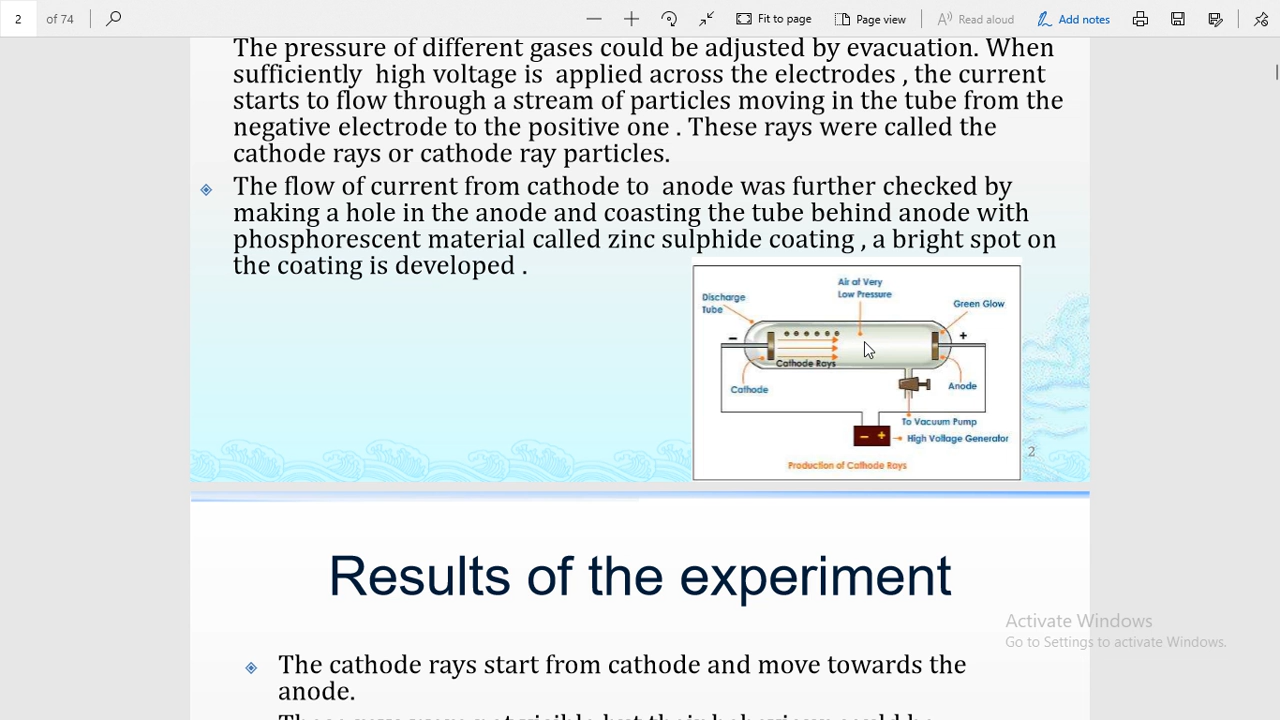 2 of 74 Fit to page Page view Read aloud Add notes
The pressure of different gases could be adjusted by evacuation. When
sufficiently high voltage is applied across the electrodes , the current
starts to flow through a stream of particles moving in the tube from the
negative electrode to the positive one . These rays were called the
cathode rays or cathode ray particles.
The flow of current from cathode to anode was further checked by
making a hole in the anode and coasting the tube behind anode with
phosphorescent material called zinc sulphide coating , a bright spot on
the coating is developed .
Air at Very
Low Pressure
Discharge
Tube
Green Glow
− +
Cathode Rays
Cathode
Anode
To Vacuum Pump
− + High Voltage Generator
2
Production of Cathode Rays
Results of the experiment
Activate Windows
Go to Settings to activate Windows.
The cathode rays start from cathode and move towards the
anode.